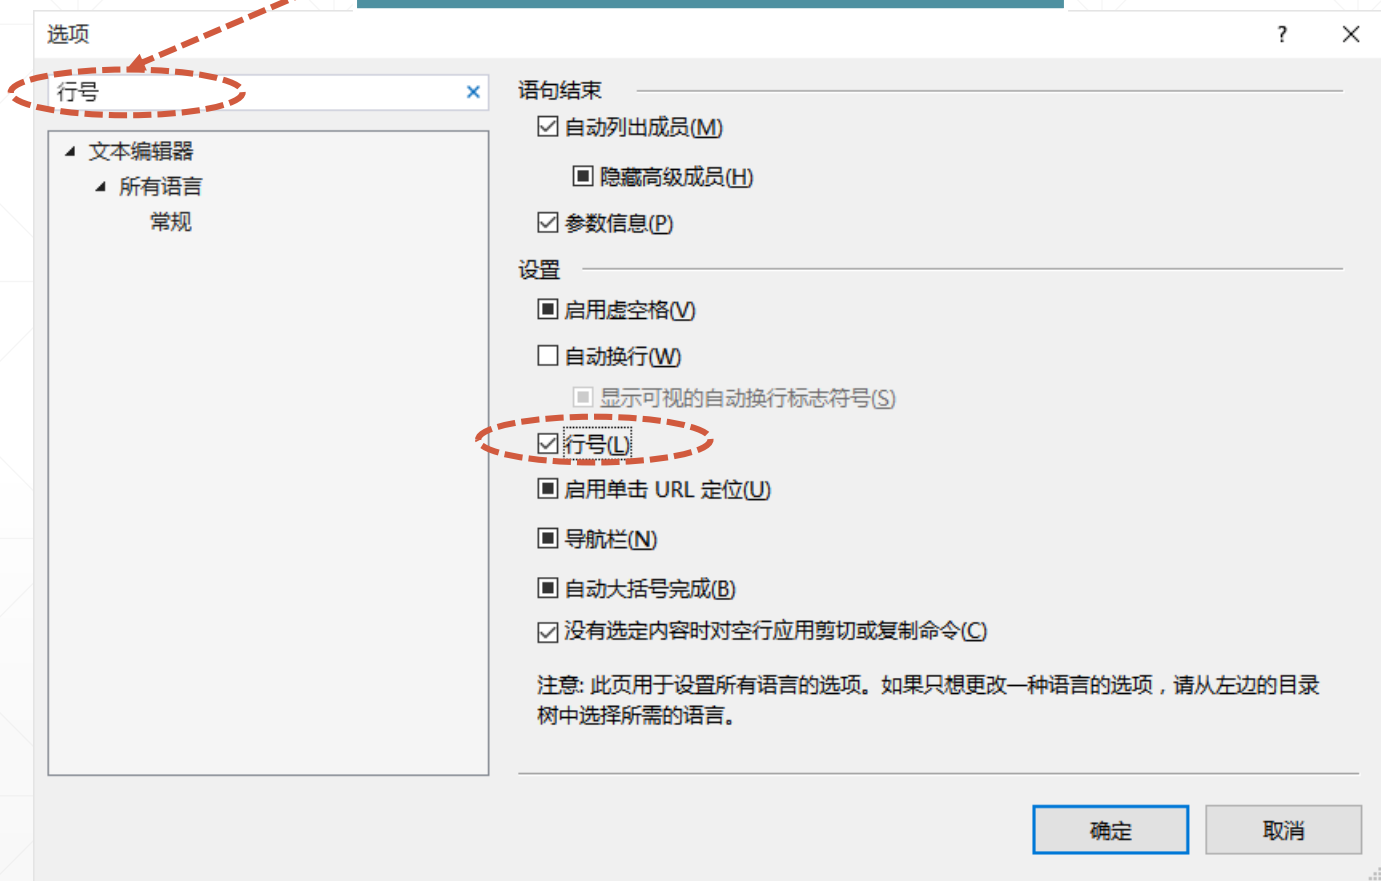 选项
行号
文本编辑器
所有语言
常规
语句结束
自动列出成员(M)
隐藏高级成员(H)
参数信息(P)
设置
启用虚空格(V)
自动换行(W)
显示可视的自动换行标志符号(S)
行号(L)
启用单击 URL 定位(U)
导航栏(N)
自动大括号完成(B)
没有选定内容时对空行应用剪切或复制命令(C)
注意: 此页用于设置所有语言的选项。如果只想更改一种语言的选项，请从左边的目录
树中选择所需的语言。
确定
取消